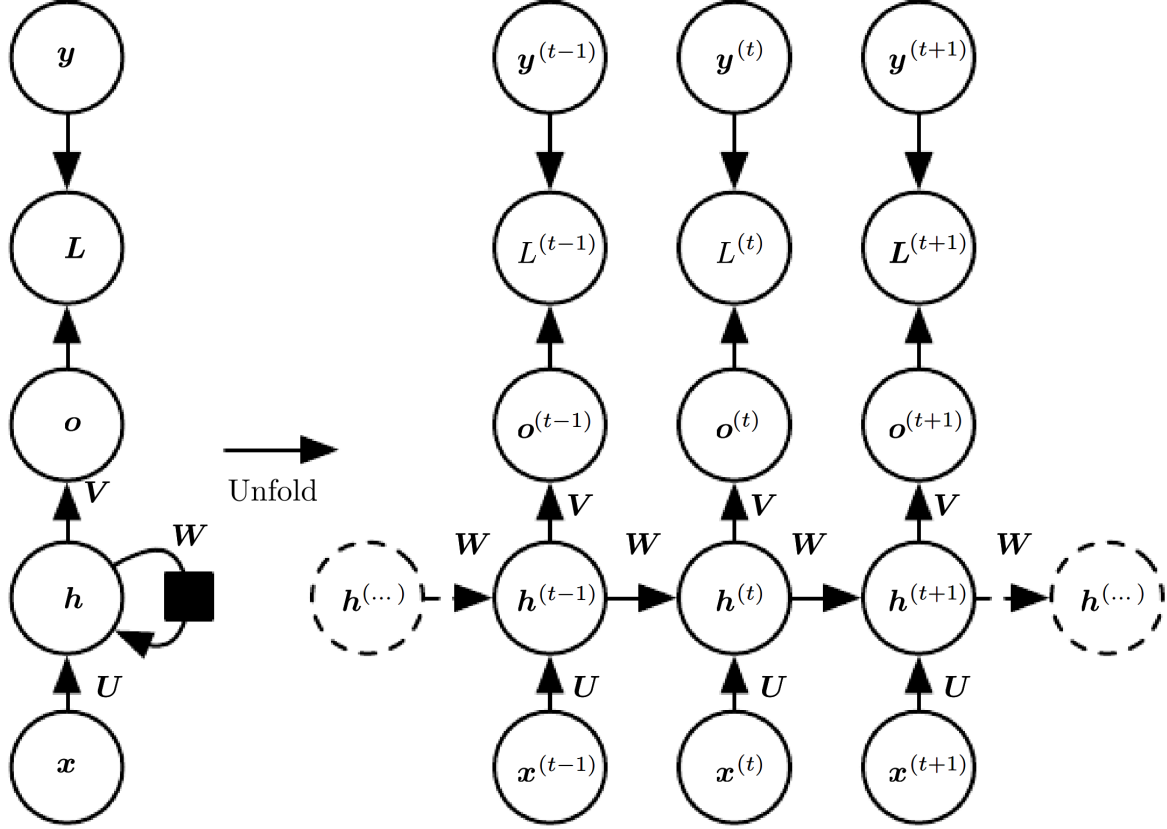 y y^(t−1) y^(t) y^(t+1)
L L^(t−1) L^(t) L^(t+1)
o o^(t−1) o^(t) o^(t+1)
Unfold
V V V V
W W W W W
h h^(...) h^(t−1) h^(t) h^(t+1) h^(...)
U U U U
x x^(t−1) x^(t) x^(t+1)